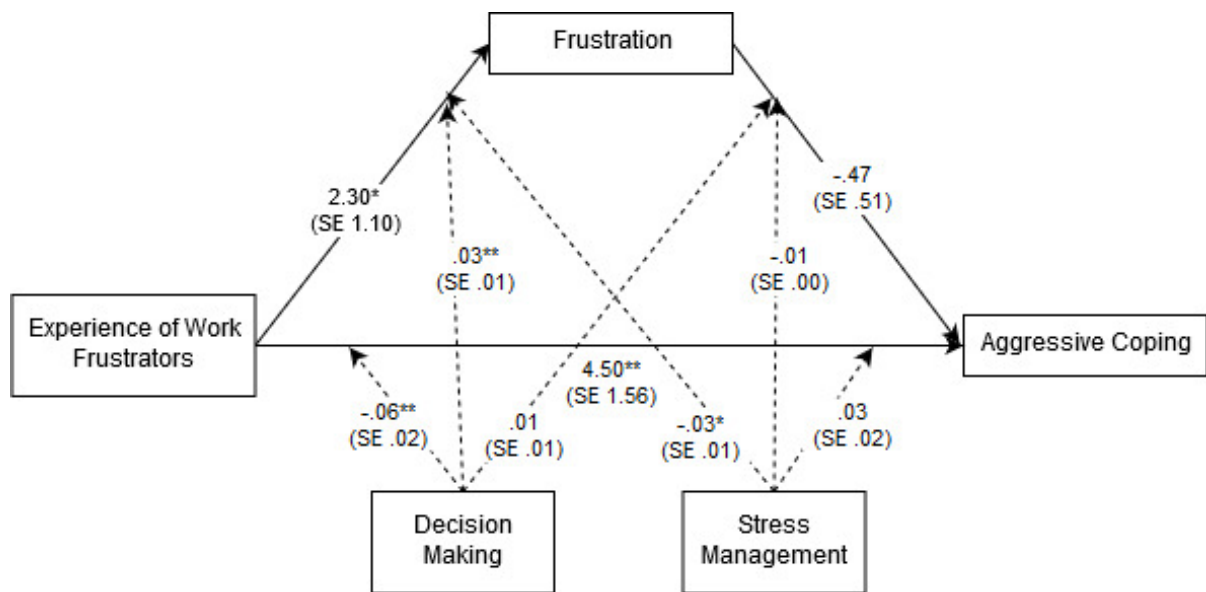 Frustration
2.30*
(SE 1.10)
-.47
(SE .51)
.03**
(SE .01)
-.01
(SE .00)
Experience of Work
Frustrators
Aggressive Coping
4.50**
(SE 1.56)
-.06**
(SE .02)
.01
(SE .01)
-.03*
(SE .01)
.03
(SE .02)
Decision
Making
Stress
Management